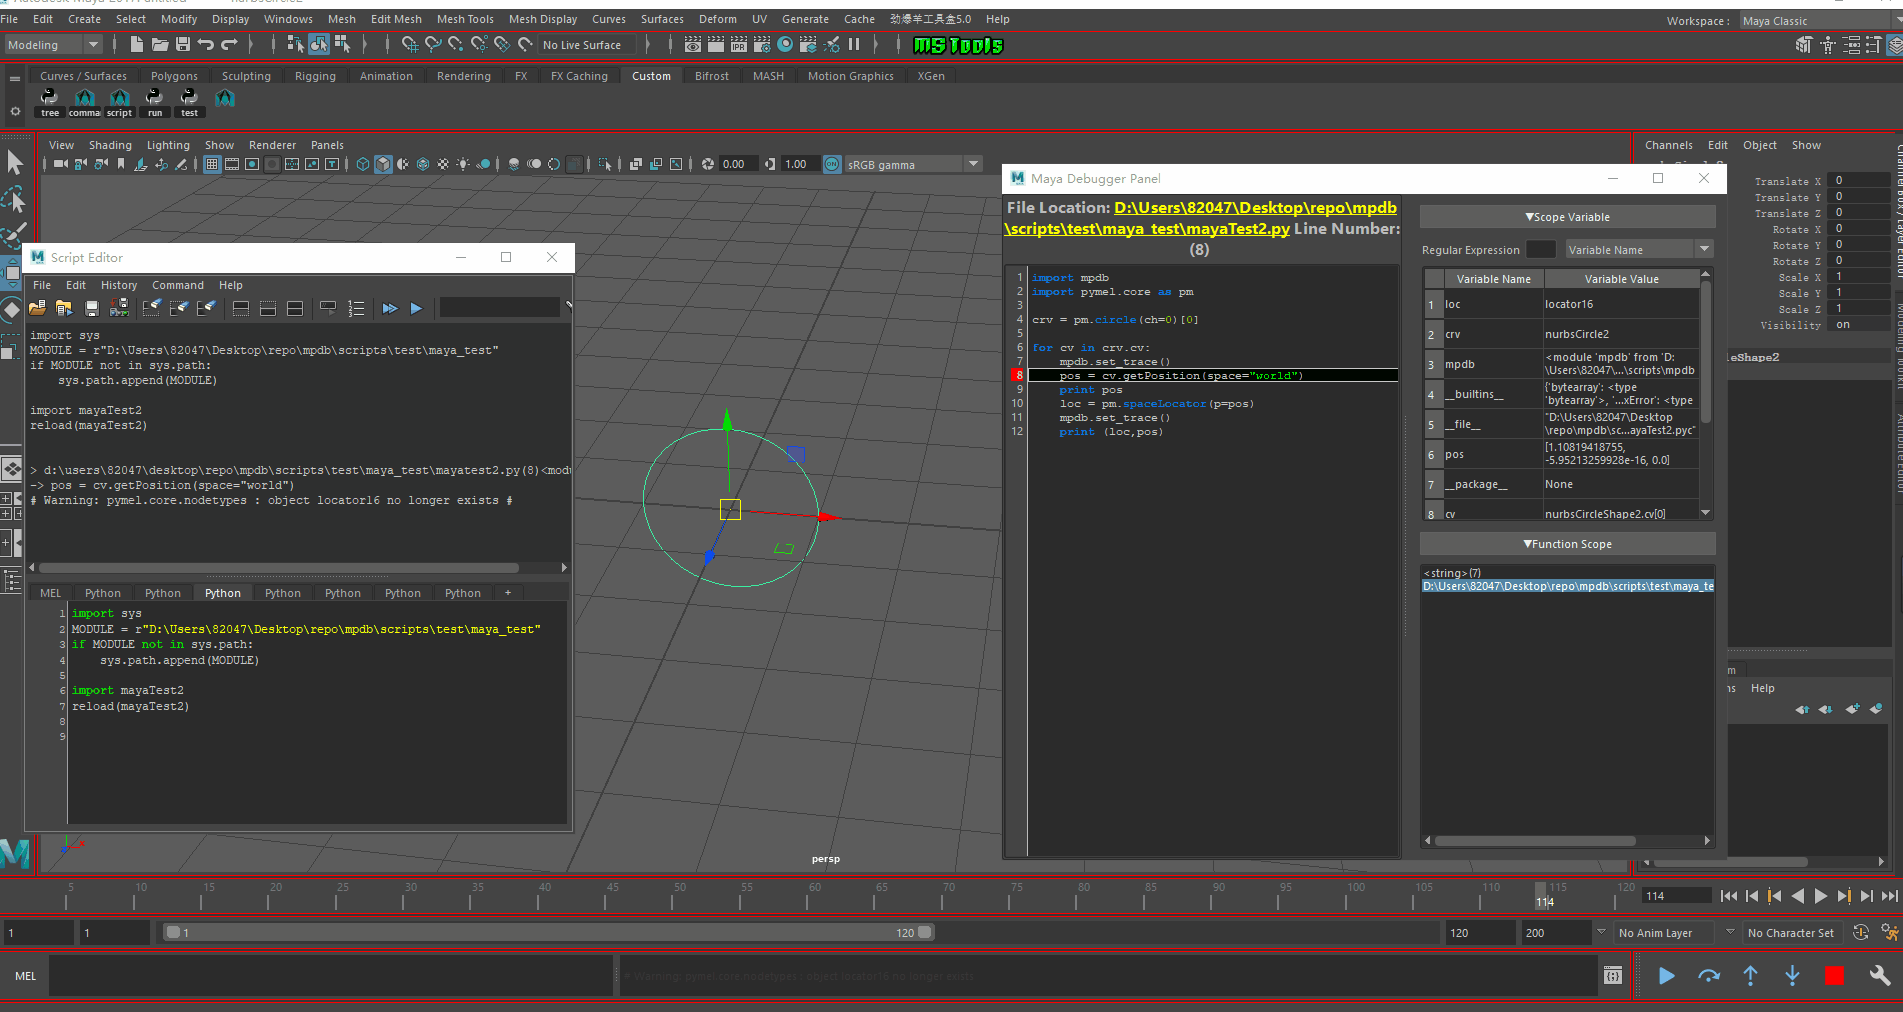 File Edit Create Select Modify Display Windows Mesh Edit Mesh Mesh Tools Mesh Display Curves Surfaces Deform UV Generate Cache 劲爆羊工具盒5.0 Help
Workspace : Maya Classic
Modeling
No Live Surface
IPR
MS Tools
Curves / Surfaces Polygons Sculpting Rigging Animation Rendering FX FX Caching Custom Bifrost MASH Motion Graphics XGen
tree comma script run test
View Shading Lighting Show Renderer Panels
0.00 1.00 ON sRGB gamma
Channels Edit Object Show
Translate X 0
Translate Y 0
Translate Z 0
Rotate X 0
Rotate Y 0
Rotate Z 0
Scale X 1
Scale Y 1
Scale Z 1
Visibility on
leShape2
Help
Script Editor
File Edit History Command Help
import sys
MODULE = r"D:\Users\82047\Desktop\repo\mpdb\scripts\test\maya_test"
if MODULE not in sys.path:
    sys.path.append(MODULE)
import mayaTest2
reload(mayaTest2)
> d:\users\82047\desktop\repo\mpdb\scripts\test\maya_test\mayatest2.py(8)<modu
-> pos = cv.getPosition(space="world")
# Warning: pymel.core.nodetypes : object locator16 no longer exists #
MEL Python Python Python Python Python Python Python +
1 import sys
2 MODULE = r"D:\Users\82047\Desktop\repo\mpdb\scripts\test\maya_test"
3 if MODULE not in sys.path:
4     sys.path.append(MODULE)
5
6 import mayaTest2
7 reload(mayaTest2)
8
9
persp
Maya Debugger Panel
File Location: D:\Users\82047\Desktop\repo\mpdb
\scripts\test\maya_test\mayaTest2.py Line Number:
(8)
1 import mpdb
2 import pymel.core as pm
3
4 crv = pm.circle(ch=0)[0]
5
6 for cv in crv.cv:
7     mpdb.set_trace()
8     pos = cv.getPosition(space="world")
9     print pos
10     loc = pm.spaceLocator(p=pos)
11     mpdb.set_trace()
12     print (loc,pos)
▼Scope Variable
Regular Expression Variable Name
Variable Name Variable Value
1 loc locator16
2 crv nurbsCircle2
3 mpdb <module 'mpdb' from 'D:
\Users\82047\...\scripts\mpdb
4 __builtins__ {'bytearray': <type
'bytearray'>, '...xError': <type
5 __file__ "D:\Users\82047\Desktop
\repo\mpdb\sc...ayaTest2.pyc"
6 pos [1.10819418755,
-5.95213259928e-16, 0.0]
7 __package__ None
8 cv nurbsCircleShape2.cv[0]
▼Function Scope
<string>(7)
D:\Users\82047\Desktop\repo\mpdb\scripts\test\maya_te
5 10 15 20 25 30 35 40 45 50 55 60 65 70 75 80 85 90 95 100 105 110 115 120
114
114
1 1 1 120 120 200 No Anim Layer No Character Set
MEL
# Warning: pymel.core.nodetypes : object locator16 no longer exists